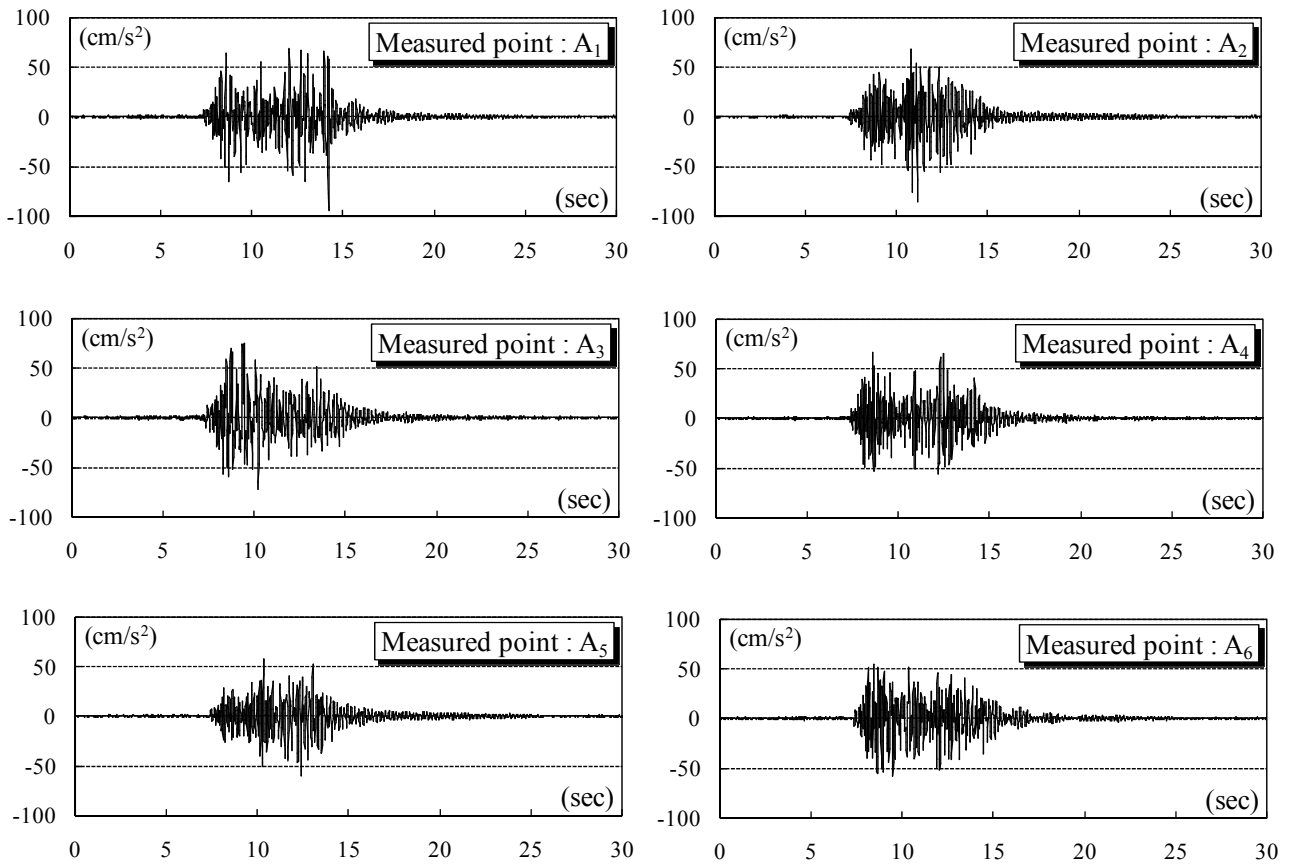 100
50
0
-50
-100
(cm/s²)
Measured point : A₁
(sec)
0 5 10 15 20 25 30
100
50
0
-50
-100
(cm/s²)
Measured point : A₂
(sec)
0 5 10 15 20 25 30
100
50
0
-50
-100
(cm/s²)
Measured point : A₃
(sec)
0 5 10 15 20 25 30
100
50
0
-50
-100
(cm/s²)
Measured point : A₄
(sec)
0 5 10 15 20 25 30
100
50
0
-50
-100
(cm/s²)
Measured point : A₅
(sec)
0 5 10 15 20 25 30
100
50
0
-50
-100
(cm/s²)
Measured point : A₆
(sec)
0 5 10 15 20 25 30